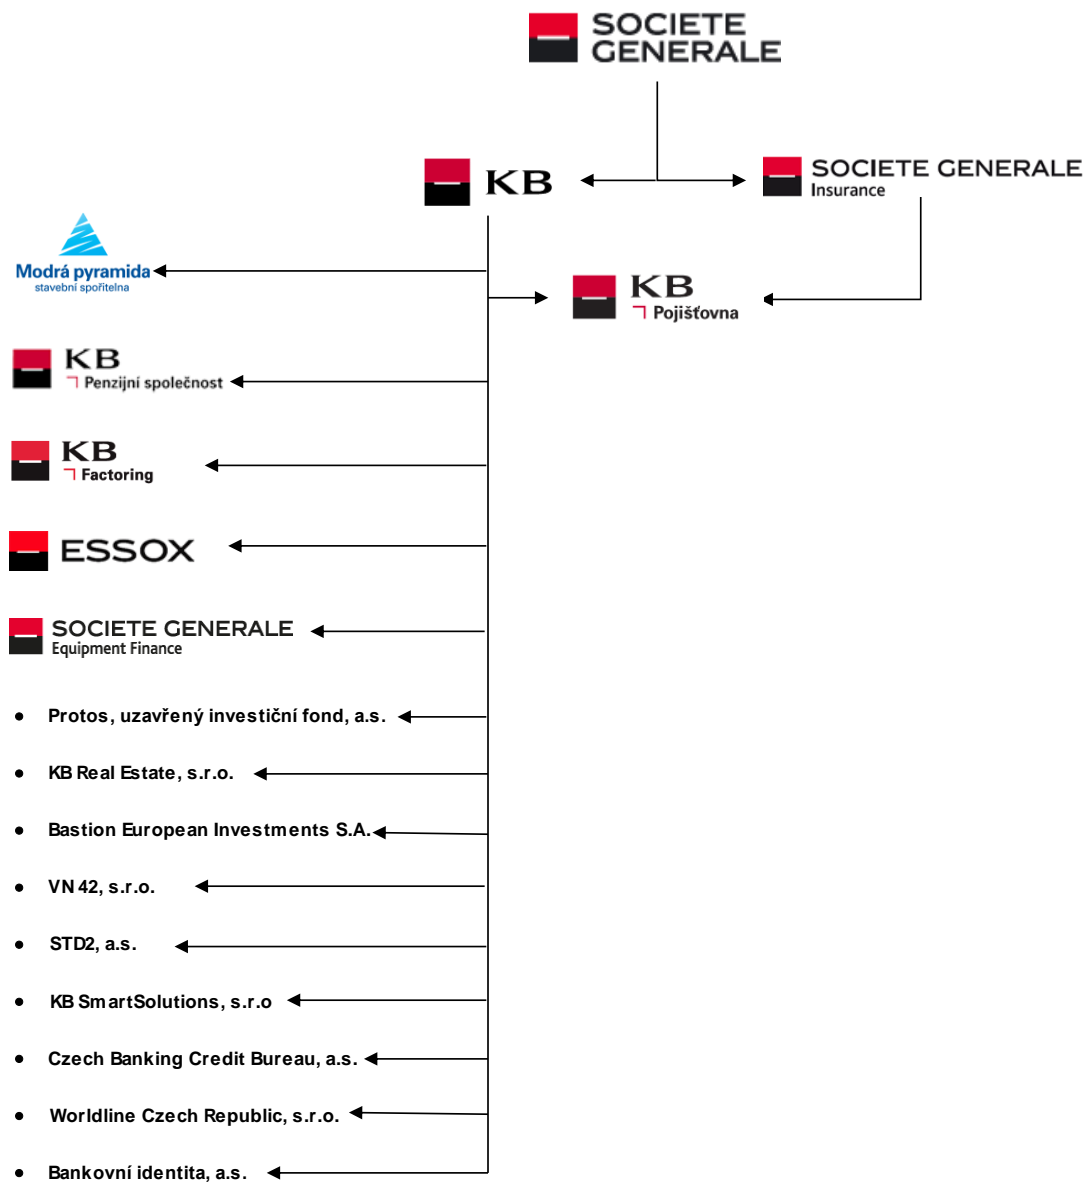 SOCIETE
GENERALE
KB
SOCIETE GENERALE
Insurance
Modrá pyramida
stavební spořitelna
KB
Pojišťovna
KB
Penzijní společnost
KB
Factoring
ESSOX
SOCIETE GENERALE
Equipment Finance
• Protos, uzavřený investiční fond, a.s.
• KB Real Estate, s.r.o.
• Bastion European Investments S.A.
• VN 42, s.r.o.
• STD2, a.s.
• KB SmartSolutions, s.r.o
• Czech Banking Credit Bureau, a.s.
• Worldline Czech Republic, s.r.o.
• Bankovní identita, a.s.